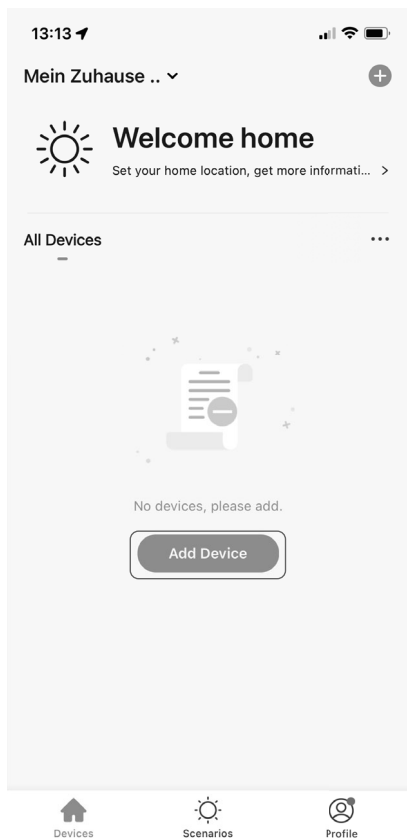 13:13
Mein Zuhause ..
Welcome home
Set your home location, get more informati...
All Devices
No devices, please add.
Add Device
Devices
Scenarios
Profile